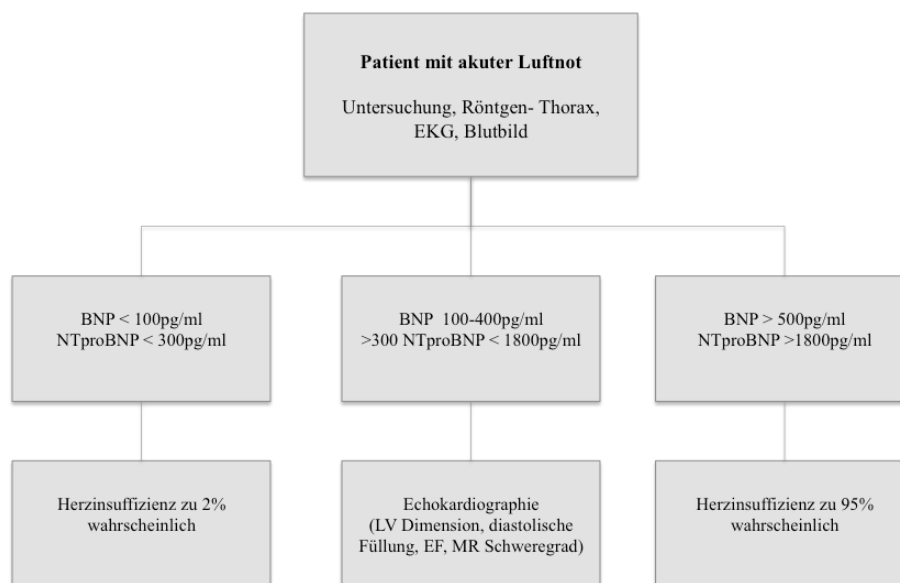 Patient mit akuter Luftnot
Untersuchung, Röntgen- Thorax,
EKG, Blutbild
BNP < 100pg/ml
NTproBNP < 300pg/ml
BNP  100-400pg/ml
>300 NTproBNP < 1800pg/ml
BNP > 500pg/ml
NTproBNP >1800pg/ml
Herzinsuffizienz zu 2%
wahrscheinlich
Echokardiographie
(LV Dimension, diastolische
Füllung, EF, MR Schweregrad)
Herzinsuffizienz zu 95%
wahrscheinlich